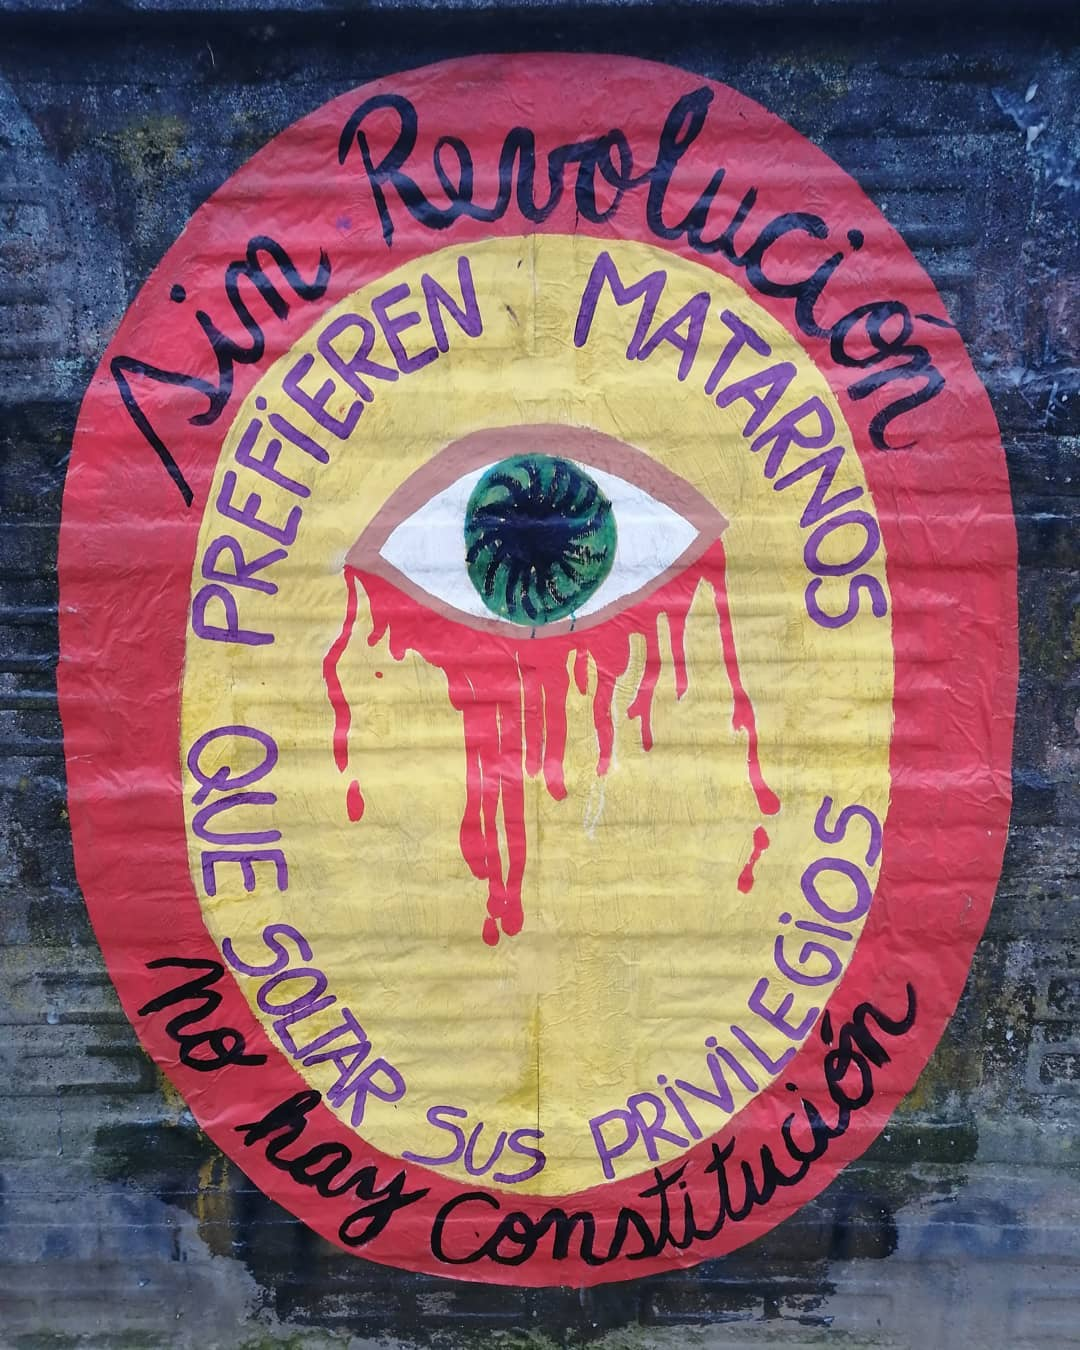 sin Revolución
no hay Constitución
PREFiEREN MATARNOS
QUE SOLTAR SUS PRiViLEGiOS